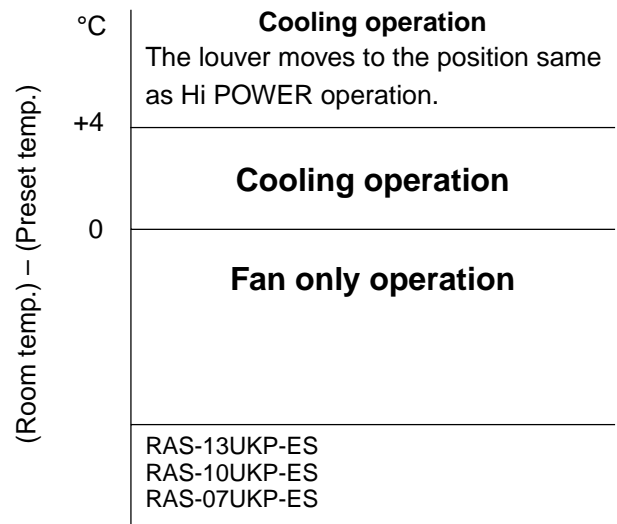 °C
Cooling operation
The louver moves to the position same
as Hi POWER operation.
+4
Cooling operation
0
Fan only operation
(Room temp.) – (Preset temp.)
RAS-13UKP-ES
RAS-10UKP-ES
RAS-07UKP-ES